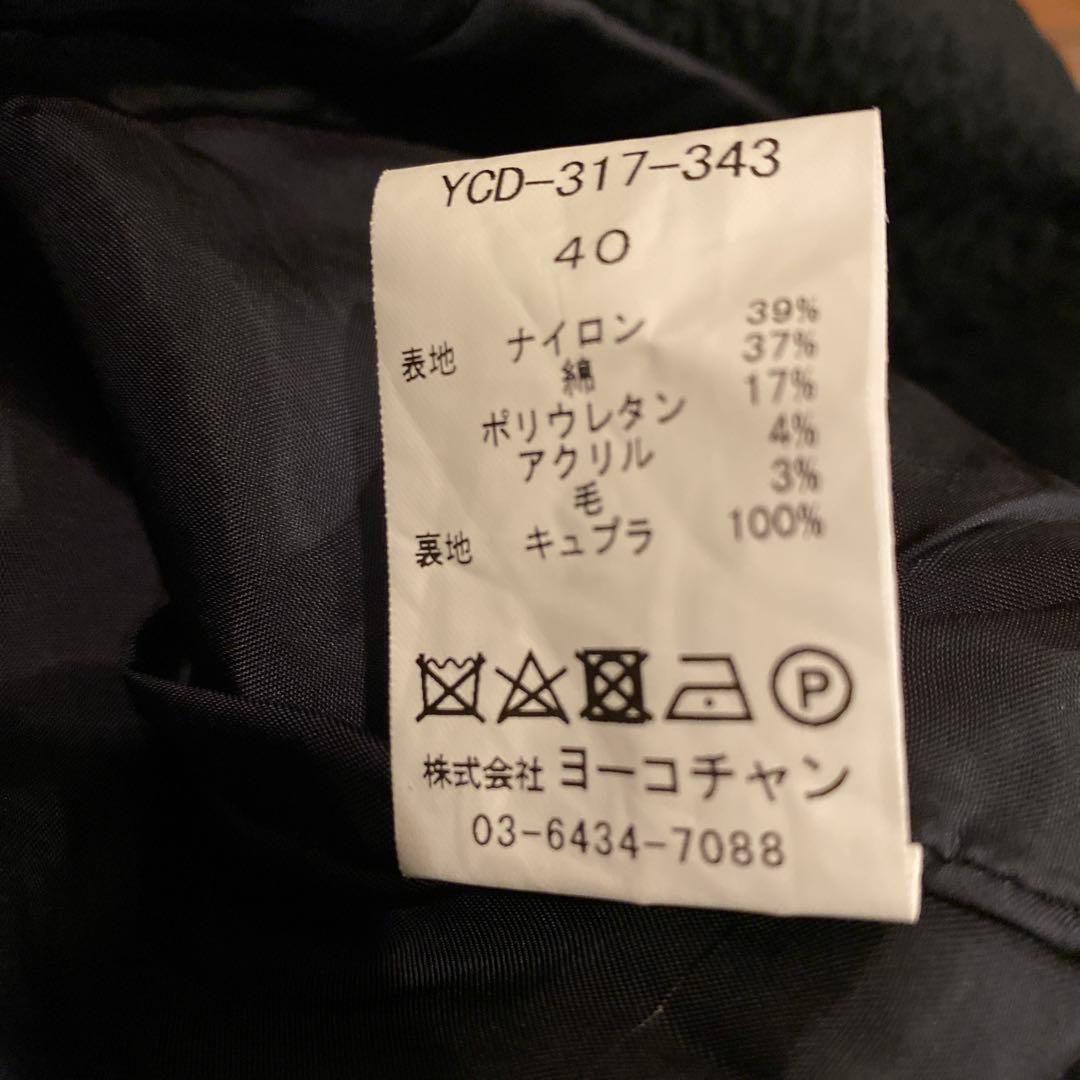 YCD-317-343
40
表地 ナイロン 39%
綿 37%
ポリウレタン 17%
アクリル 4%
毛 3%
裏地 キュプラ 100%
P
株式会社 ヨーコチャン
03-6434-7088